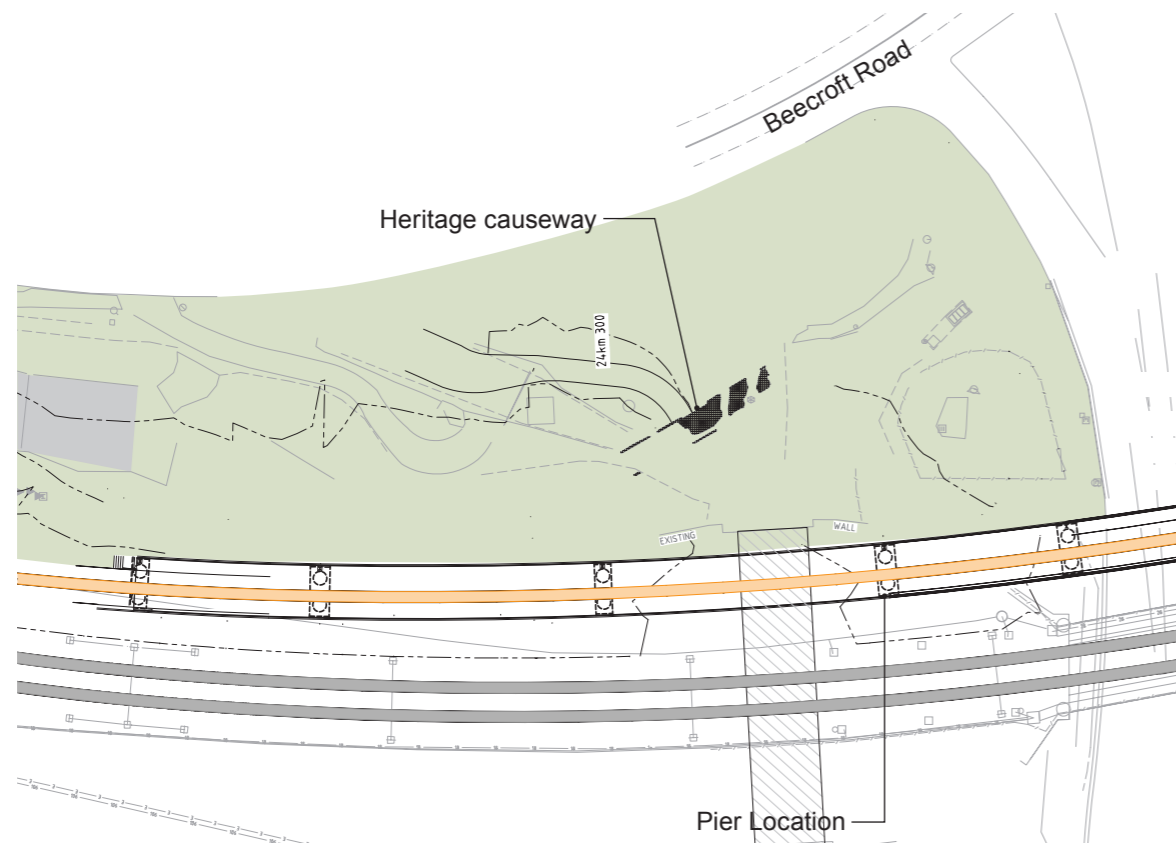 Beecroft Road
Heritage causeway
24km 300
EXISTING
WALL
Pier Location